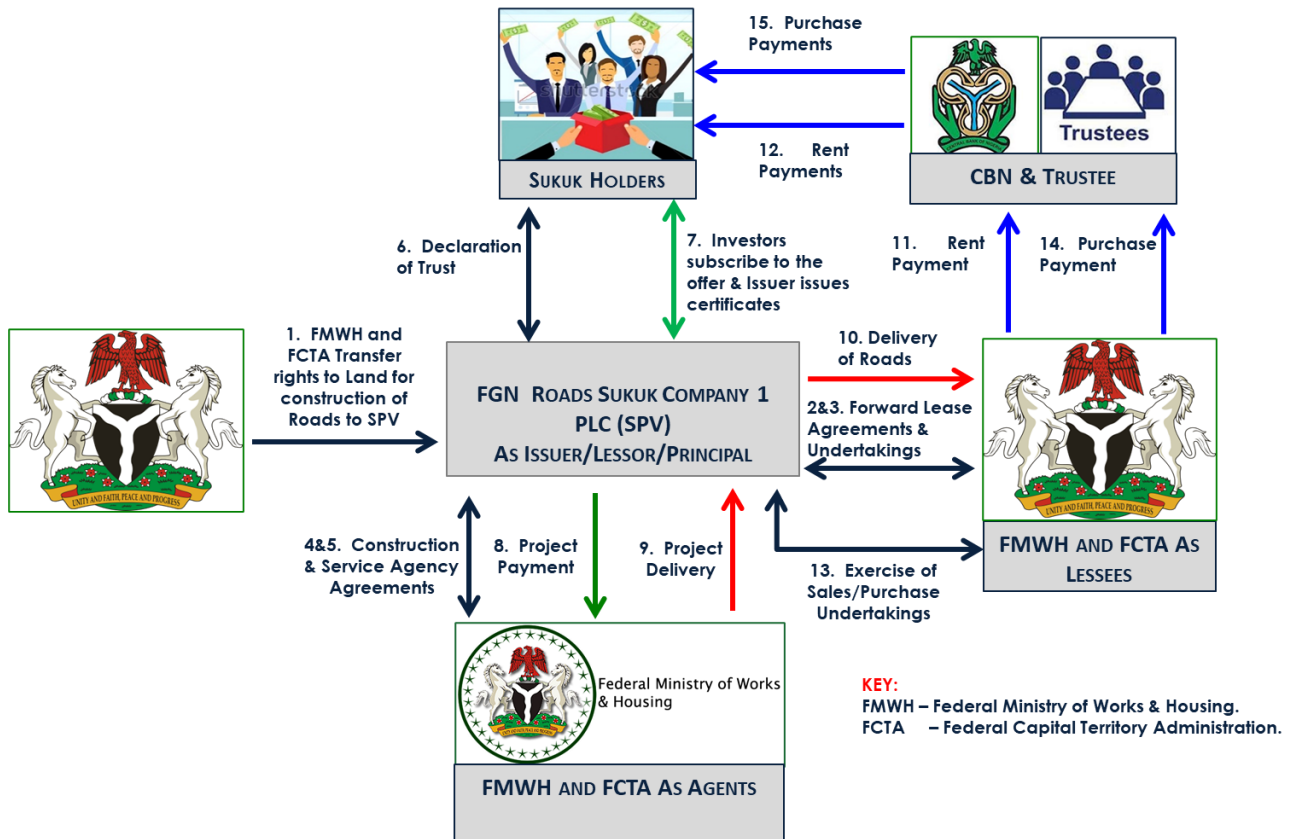 15. Purchase
Payments
shutterstock
Trustees
12. Rent
Payments
SUKUK HOLDERS
CBN & TRUSTEE
6. Declaration
of Trust
7. Investors
subscribe to the
offer & Issuer issues
certificates
11. Rent
Payment
14. Purchase
Payment
1. FMWH and
FCTA Transfer
rights to Land for
construction of
Roads to SPV
UNITY AND FAITH, PEACE AND PROGRESS
FGN ROADS SUKUK COMPANY 1
PLC (SPV)
AS ISSUER/LESSOR/PRINCIPAL
10. Delivery
of Roads
2&3. Forward Lease
Agreements &
Undertakings
UNITY AND FAITH, PEACE AND PROGRESS
FMWH AND FCTA AS
LESSEES
4&5. Construction
& Service Agency
Agreements
8. Project
Payment
9. Project
Delivery
13. Exercise of
Sales/Purchase
Undertakings
Federal Ministry of Works
& Housing
FMWH AND FCTA AS AGENTS
KEY:
FMWH – Federal Ministry of Works & Housing.
FCTA – Federal Capital Territory Administration.